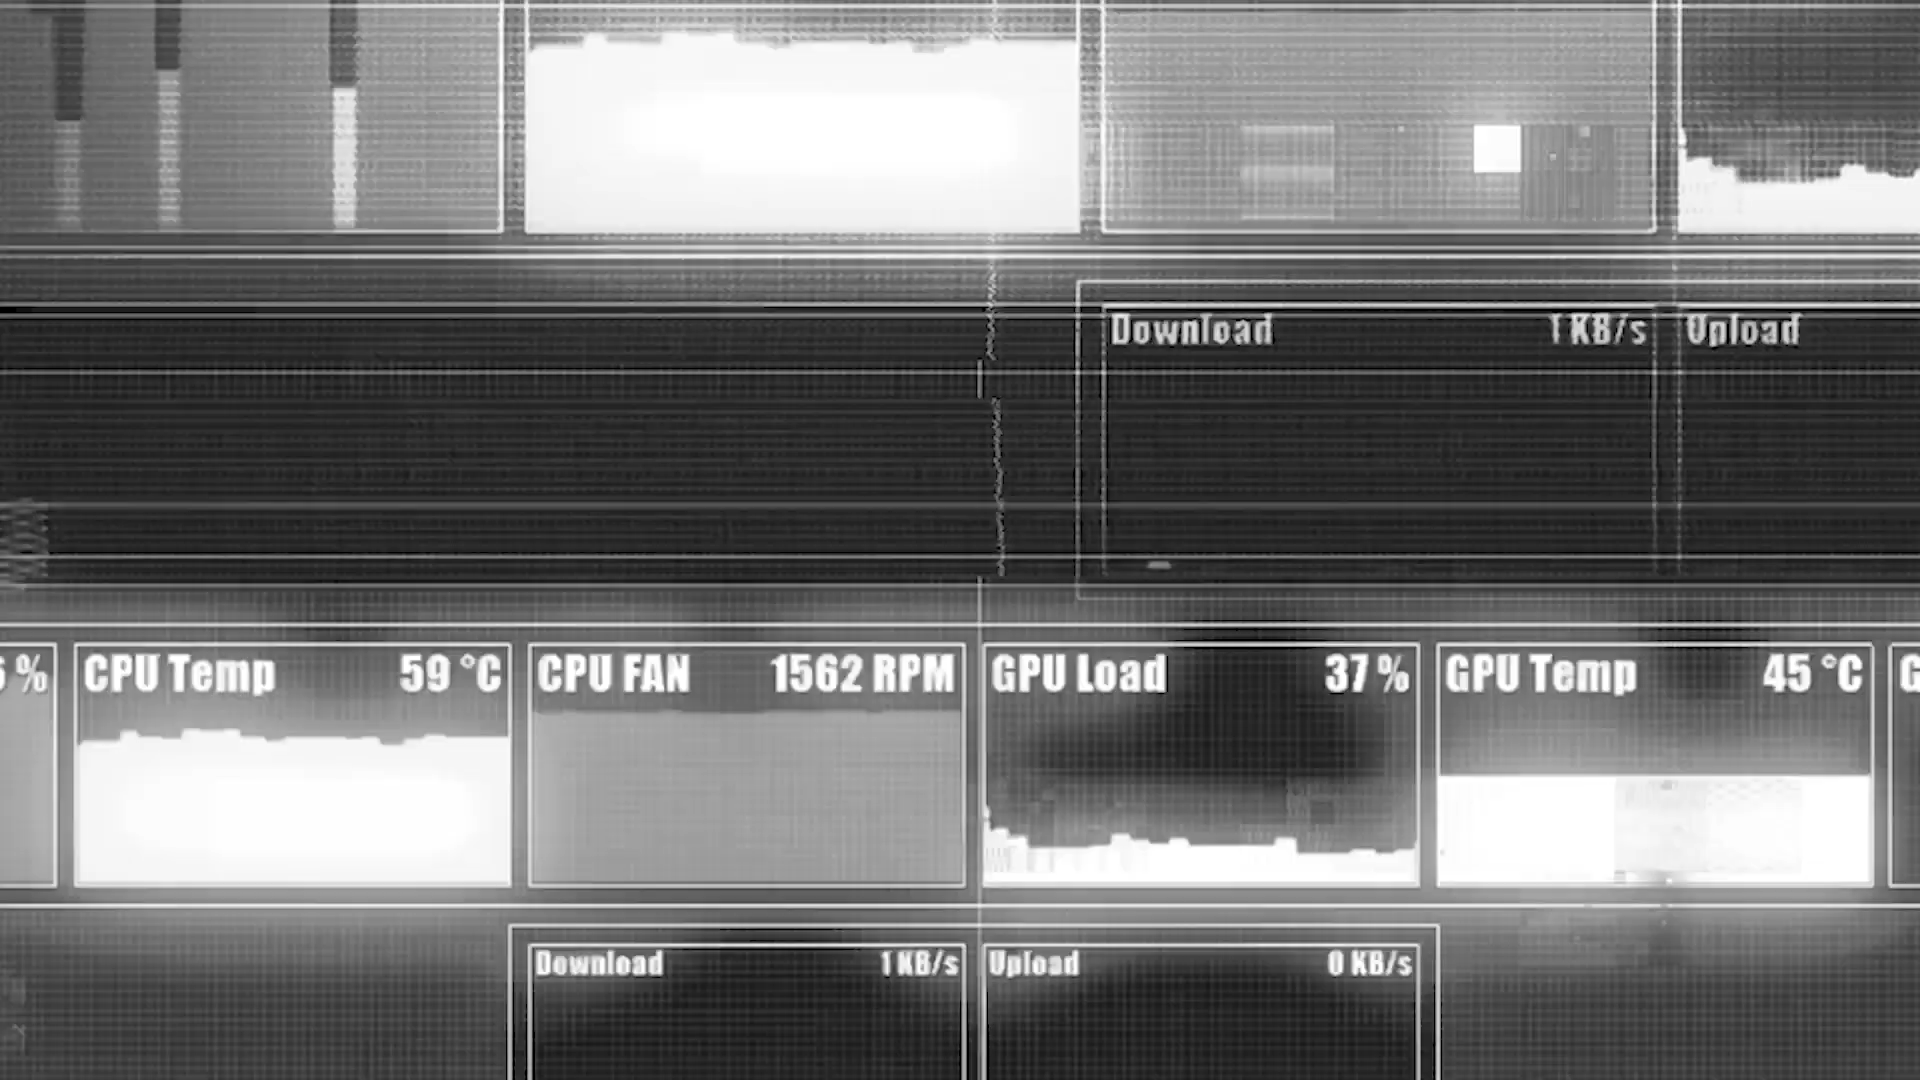 Download 1 KB/s Upload
% CPU Temp 59 °C CPU FAN 1562 RPM GPU Load 37 % GPU Temp 45 °C G
Download 1 KB/s Upload 0 KB/s